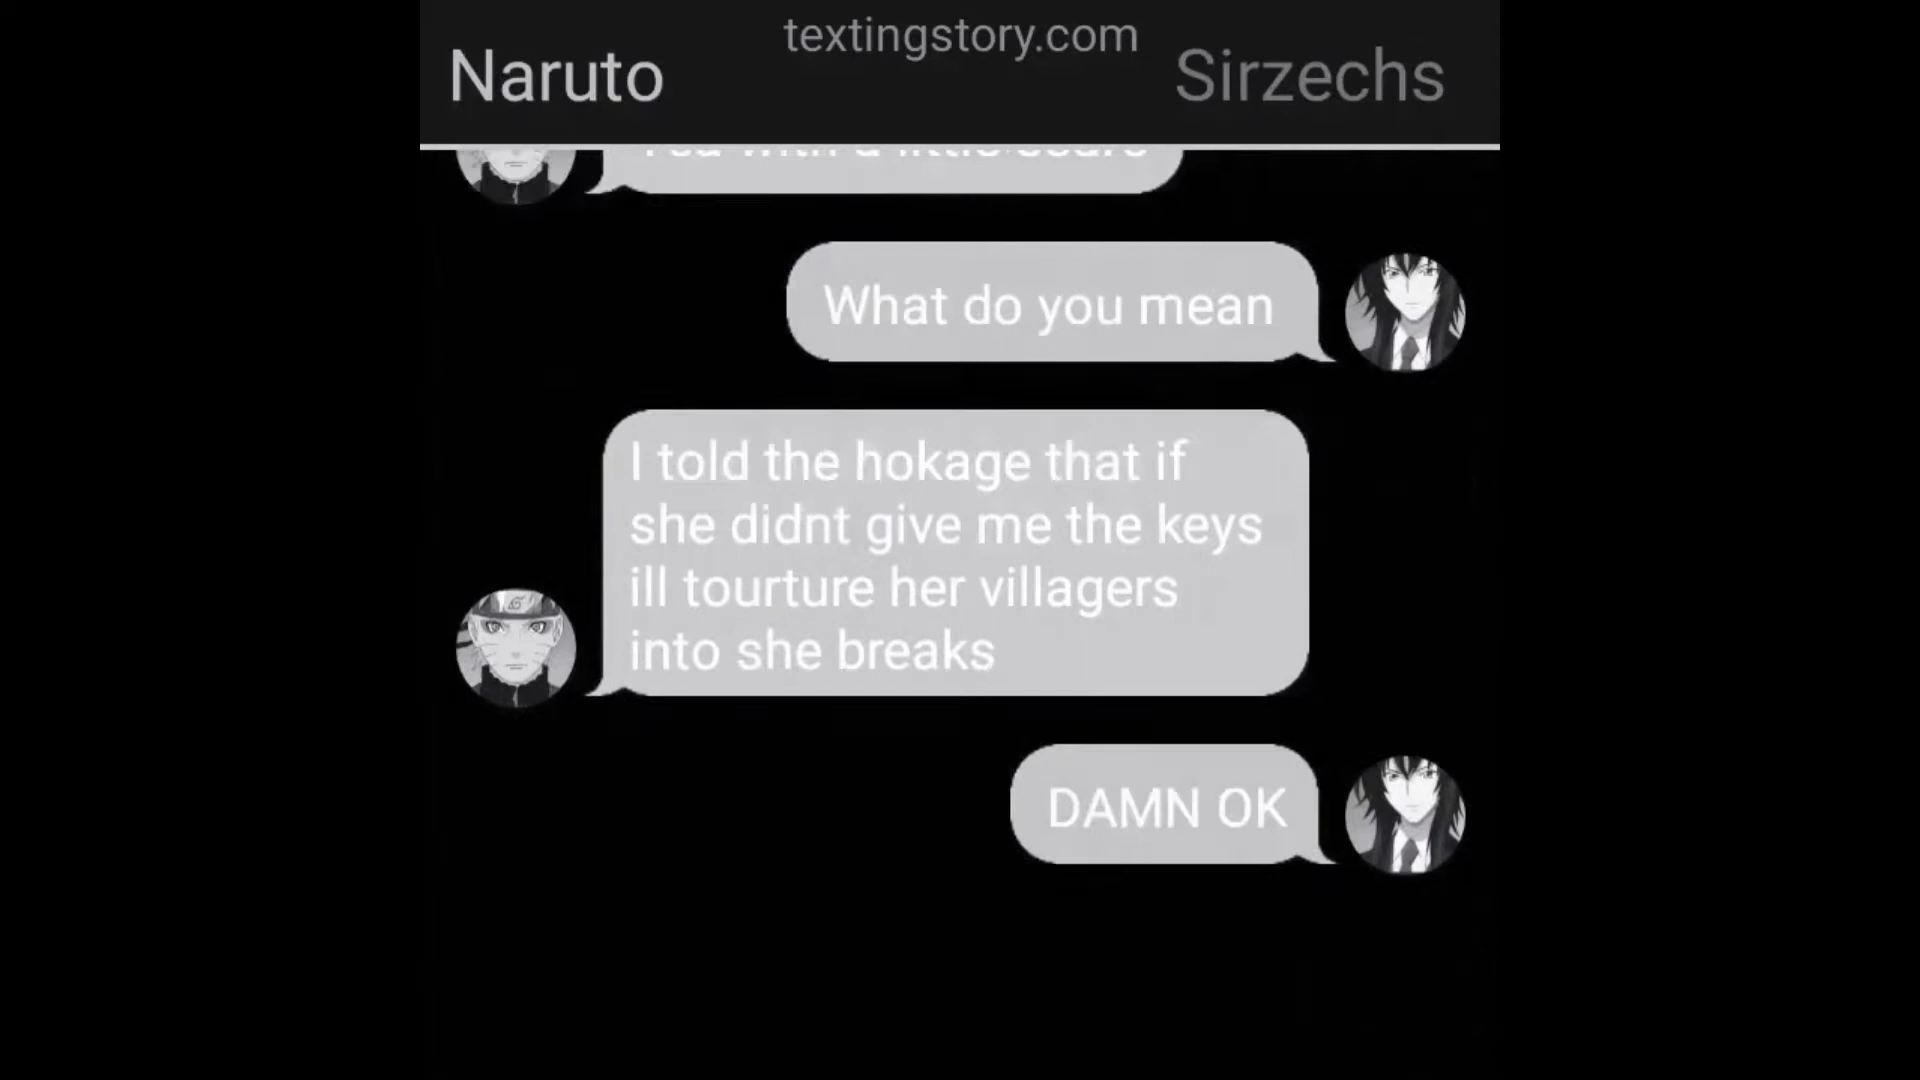 textingstory.com
Naruto
Sirzechs
What do you mean
I told the hokage that if
she didnt give me the keys
ill tourture her villagers
into she breaks
DAMN OK